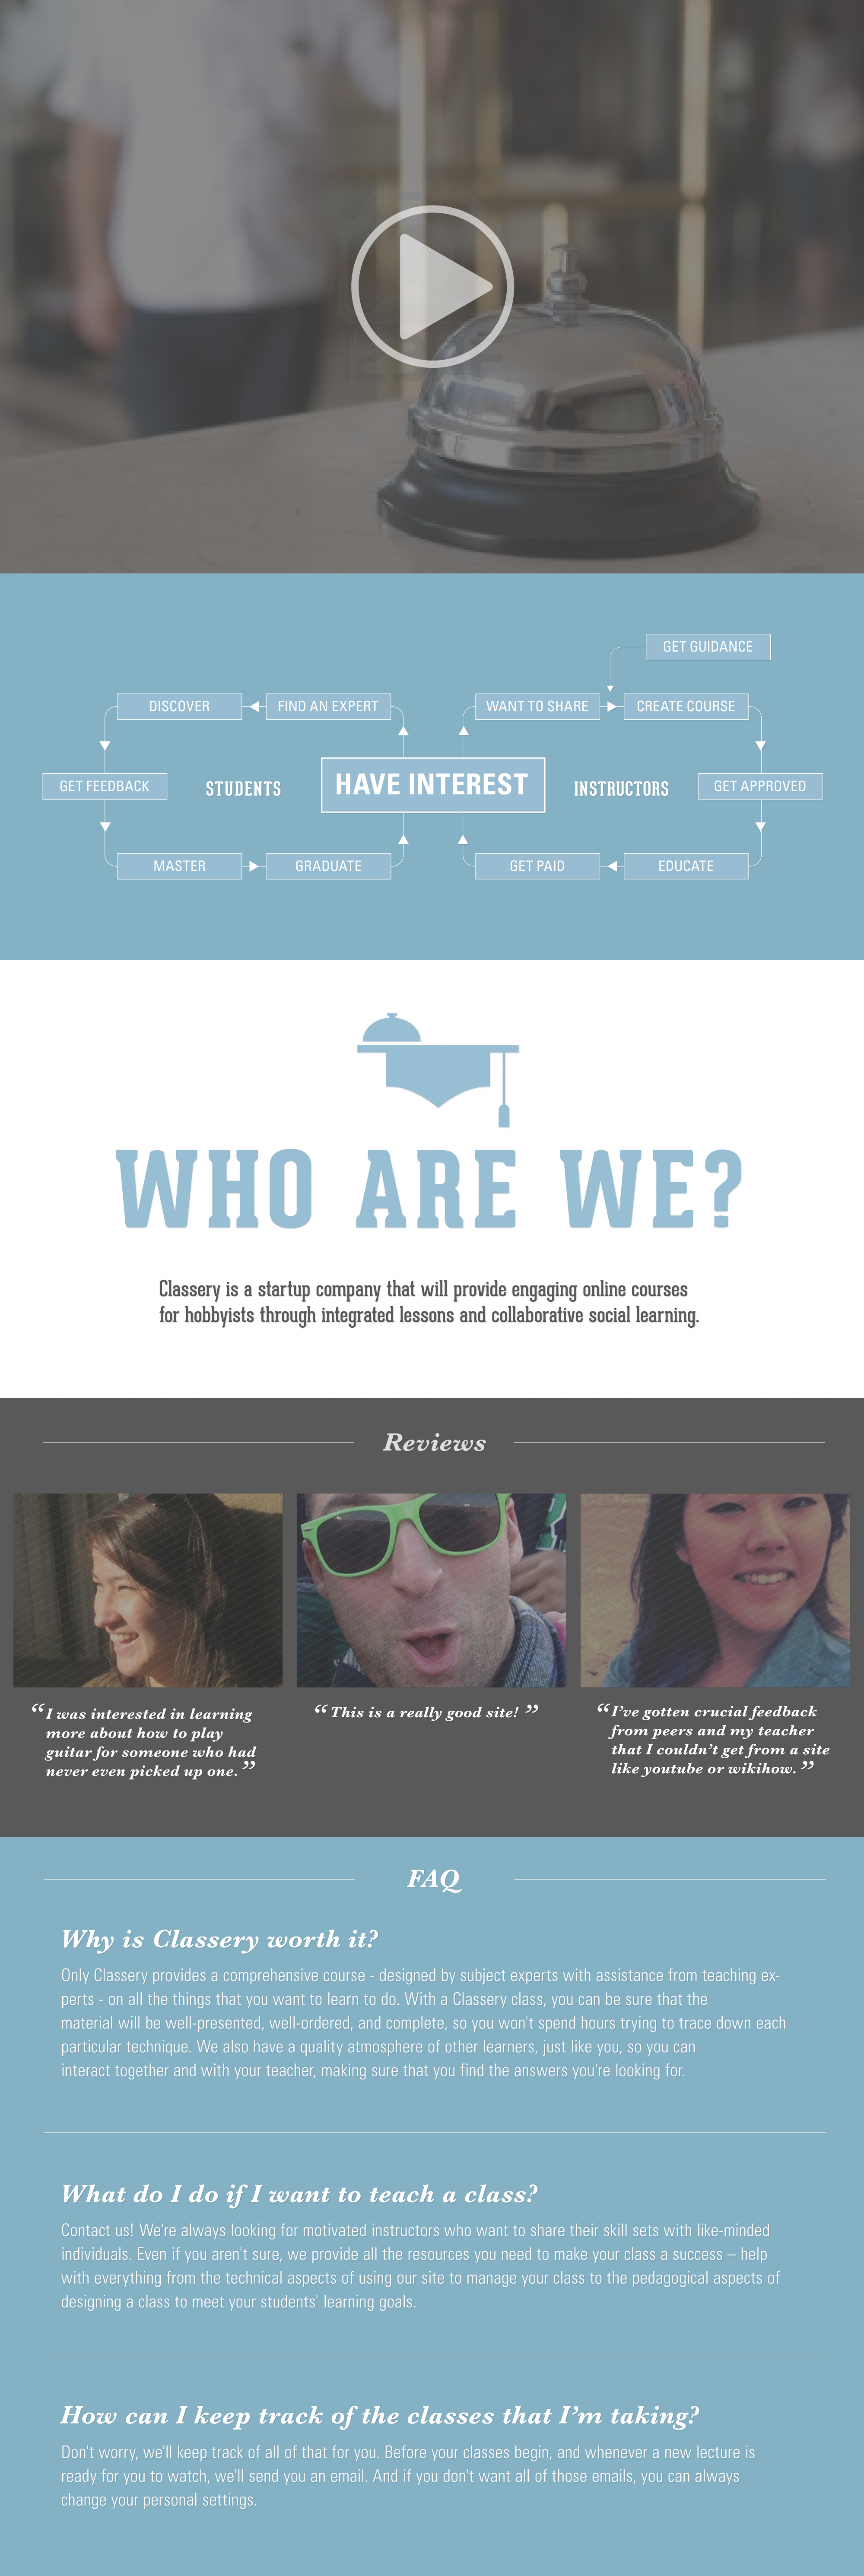 GET GUIDANCE
DISCOVER
FIND AN EXPERT
WANT TO SHARE
CREATE COURSE
GET FEEDBACK
STUDENTS
HAVE INTEREST
INSTRUCTORS
GET APPROVED
MASTER
GRADUATE
GET PAID
EDUCATE
WHO ARE WE?
Classery is a startup company that will provide engaging online courses
for hobbyists through integrated lessons and collaborative social learning.
Reviews
“I was interested in learning
more about how to play
guitar for someone who had
never even picked up one.”
“This is a really good site!”
“I’ve gotten crucial feedback
from peers and my teacher
that I couldn’t get from a site
like youtube or wikihow.”
FAQ
Why is Classery worth it?
Only Classery provides a comprehensive course - designed by subject experts with assistance from teaching ex-
perts - on all the things that you want to learn to do. With a Classery class, you can be sure that the
material will be well-presented, well-ordered, and complete, so you won't spend hours trying to trace down each
particular technique. We also have a quality atmosphere of other learners, just like you, so you can
interact together and with your teacher, making sure that you find the answers you're looking for.
What do I do if I want to teach a class?
Contact us! We're always looking for motivated instructors who want to share their skill sets with like-minded
individuals. Even if you aren't sure, we provide all the resources you need to make your class a success – help
with everything from the technical aspects of using our site to manage your class to the pedagogical aspects of
designing a class to meet your students' learning goals.
How can I keep track of the classes that I’m taking?
Don't worry, we'll keep track of all of that for you. Before your classes begin, and whenever a new lecture is
ready for you to watch, we'll send you an email. And if you don't want all of those emails, you can always
change your personal settings.